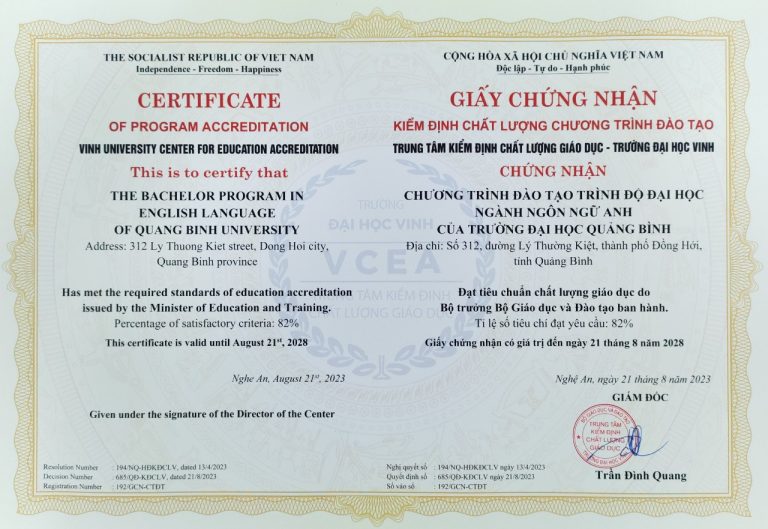 THE SOCIALIST REPUBLIC OF VIET NAM
Independence - Freedom - Happiness
CERTIFICATE
OF PROGRAM ACCREDITATION
VINH UNIVERSITY CENTER FOR EDUCATION ACCREDITATION
This is to certify that
THE BACHELOR PROGRAM IN
ENGLISH LANGUAGE
OF QUANG BINH UNIVERSITY
Address: 312 Ly Thuong Kiet street, Dong Hoi city,
Quang Binh province
Has met the required standards of education accreditation
issued by the Minister of Education and Training.
Percentage of satisfactory criteria: 82%
This certificate is valid until August 21st, 2028
Nghe An, August 21st, 2023
Given under the signature of the Director of the Center
Resolution Number : 194/NQ-HĐKĐCLV, dated 13/4/2023
Decision Number : 685/QĐ-KĐCLV, dated 21/8/2023
Registration Number : 192/GCN-CTĐT
CỘNG HÒA XÃ HỘI CHỦ NGHĨA VIỆT NAM
Độc lập - Tự do - Hạnh phúc
GIẤY CHỨNG NHẬN
KIỂM ĐỊNH CHẤT LƯỢNG CHƯƠNG TRÌNH ĐÀO TẠO
TRUNG TÂM KIỂM ĐỊNH CHẤT LƯỢNG GIÁO DỤC - TRƯỜNG ĐẠI HỌC VINH
CHỨNG NHẬN
CHƯƠNG TRÌNH ĐÀO TẠO TRÌNH ĐỘ ĐẠI HỌC
NGÀNH NGÔN NGỮ ANH
CỦA TRƯỜNG ĐẠI HỌC QUẢNG BÌNH
Địa chỉ: Số 312, đường Lý Thường Kiệt, thành phố Đồng Hới,
tỉnh Quảng Bình
Đạt tiêu chuẩn chất lượng giáo dục do
Bộ trưởng Bộ Giáo dục và Đào tạo ban hành.
Tỉ lệ số tiêu chí đạt yêu cầu: 82%
Giấy chứng nhận có giá trị đến ngày 21 tháng 8 năm 2028
Nghệ An, ngày 21 tháng 8 năm 2023
GIÁM ĐỐC
TRUNG TÂM
KIỂM ĐỊNH
CHẤT LƯỢNG
GIÁO DỤC
Trần Đình Quang
Nghị quyết số : 194/NQ-HĐKĐCLV ngày 13/4/2023
Quyết định số : 685/QĐ-KĐCLV ngày 21/8/2023
Số vào sổ : 192/GCN-CTĐT
TRƯỜNG
ĐẠI HỌC VINH
VCEA
TRUNG TÂM KIỂM ĐỊNH
CHẤT LƯỢNG GIÁO DỤC